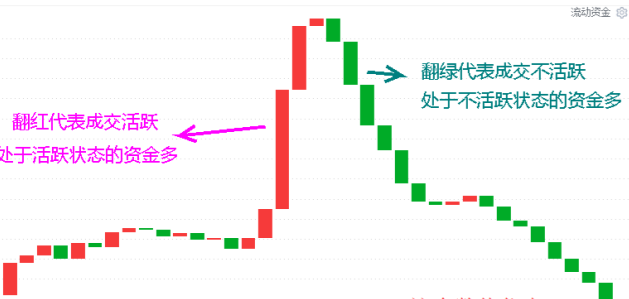 流动资金
翻绿代表成交不活跃
处于不活跃状态的资金多
翻红代表成交活跃
处于活跃状态的资金多